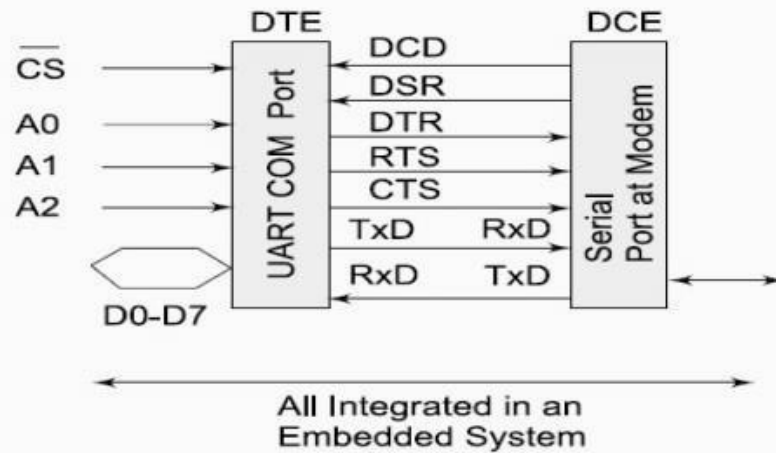 DTE
DCE
C̅S̅
A0
A1
A2
D0-D7
UART COM Port
DCD
DSR
DTR
RTS
CTS
TxD RxD
RxD TxD
Serial
Port at Modem
All Integrated in an
Embedded System